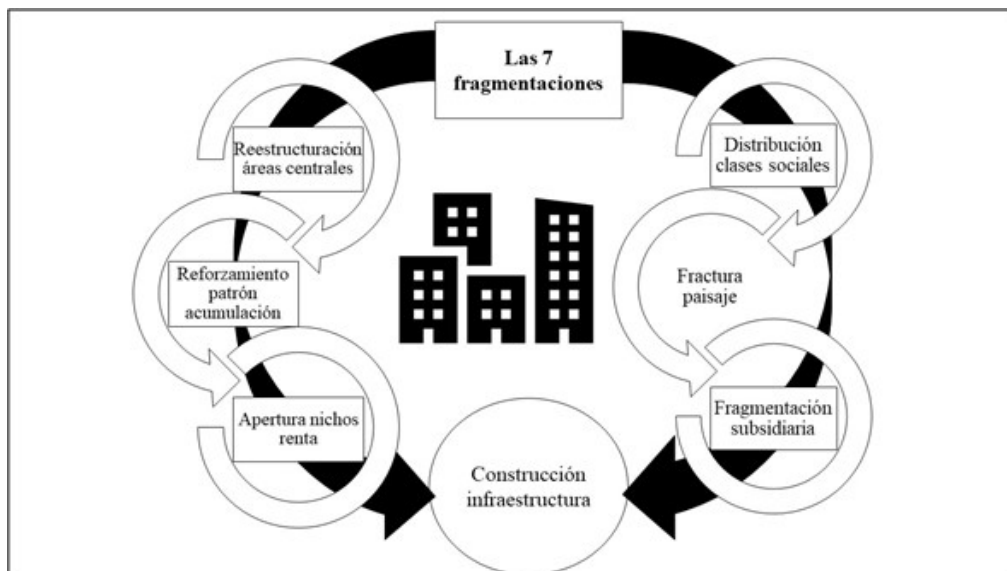 Las 7
fragmentaciones
Reestructuración
áreas centrales
Reforzamiento
patrón
acumulación
Apertura nichos
renta
Distribución
clases sociales
Fractura
paisaje
Fragmentación
subsidiaria
Construcción
infraestructura